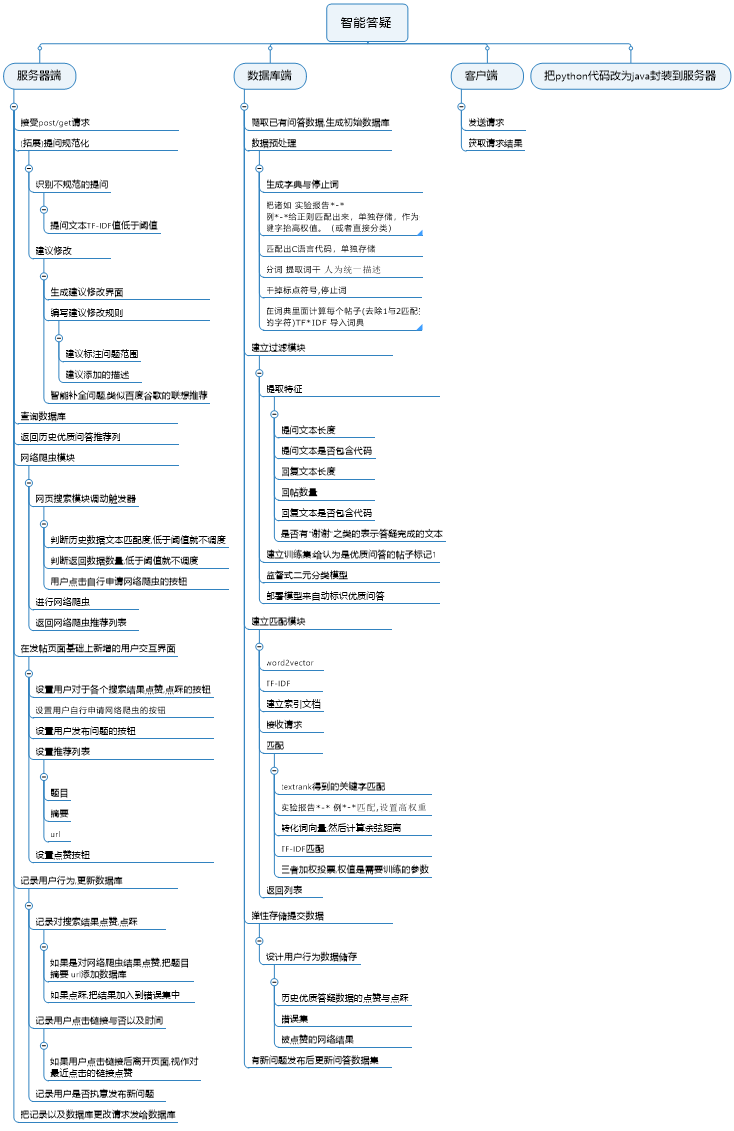 智能答疑
服务器端
接受post/get请求
(拓展)提问规范化
识别不规范的提问
提问文本TF-IDF值低于阈值
建议修改
生成建议修改界面
编写建议修改规则
建议标注问题范围
建议添加的描述
智能补全问题,类似百度谷歌的联想推荐
查询数据库
返回历史优质问答推荐列
网络爬虫模块
网页搜索模块调动触发器
判断历史数据文本匹配度,低于阈值就不调度
判断返回数据数量,低于阈值就不调度
用户点击自行申请网络爬虫的按钮
进行网络爬虫
返回网络爬虫推荐列表
在发帖页面基础上新增的用户交互界面
设置用户对于各个搜索结果点赞,点踩的按钮
设置用户自行申请网络爬虫的按钮
设置用户发布问题的按钮
设置推荐列表
题目
摘要
url
设置点赞按钮
记录用户行为,更新数据库
记录对搜索结果点赞,点踩
如果是对网络爬虫结果点赞,把题目
摘要 url添加数据库
如果点踩,把结果加入到错误集中
记录用户点击链接与否以及时间
如果用户点击链接后离开页面,视作对
最近点击的链接点赞
记录用户是否执意发布新问题
把记录以及数据库更改请求发给数据库
数据库端
爬取已有问答数据,生成初始数据库
数据预处理
生成字典与停止词
把诸如 实验报告*-*
例*-*给正则匹配出来，单独存储，作为
键字抬高权值。（或者直接分类）
匹配出C语言代码，单独存储
分词 提取词干 人为统一描述
干掉标点符号,停止词
在词典里面计算每个帖子(去除1与2匹配
的字符)TF*IDF 导入词典
建立过滤模块
提取特征
提问文本长度
提问文本是否包含代码
回复文本长度
回帖数量
回复文本是否包含代码
是否有"谢谢"之类的表示答疑完成的文本
建立训练集,给认为是优质问答的帖子标记1
监督式二元分类模型
部署模型来自动标识优质问答
建立匹配模块
word2vector
TF-IDF
建立索引文档
接收请求
匹配
textrank得到的关键字匹配
实验报告*-* 例*-*匹配,设置高权重
转化词向量,然后计算余弦距离
TF-IDF匹配
三者加权投票,权值是需要训练的参数
返回列表
弹性存储提交数据
设计用户行为数据储存
历史优质答疑数据的点赞与点踩
错误集
被点赞的网络结果
有新问题发布后更新问答数据集
客户端
发送请求
获取请求结果
把python代码改为java封装到服务器